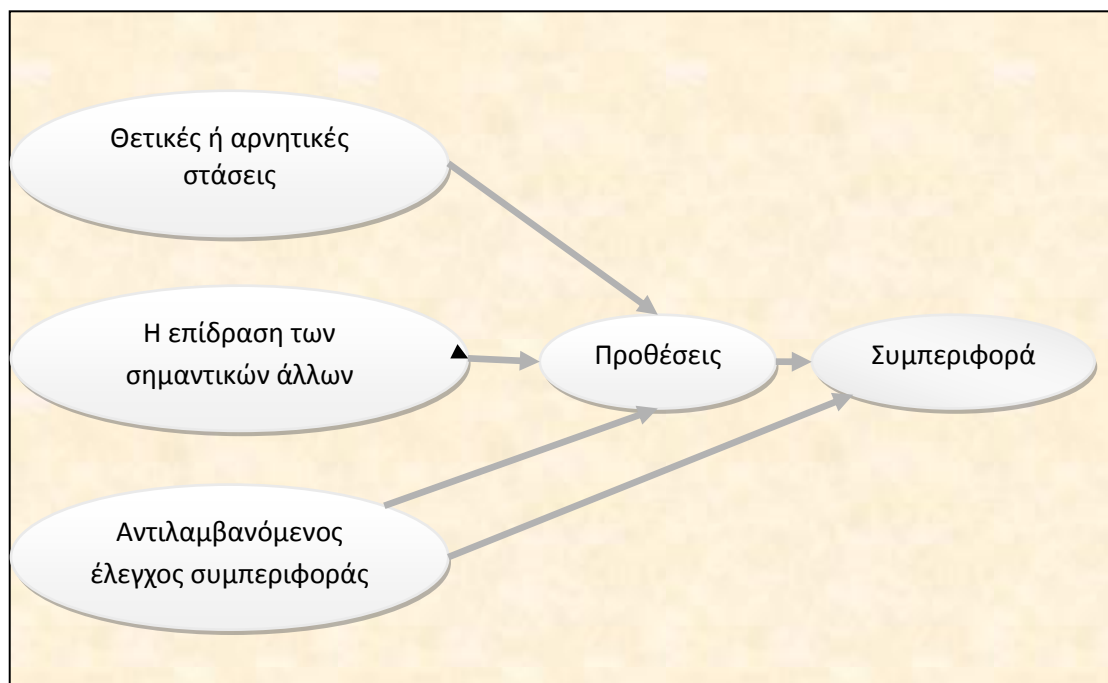 Θετικές ή αρνητικές
στάσεις
Η επίδραση των
σημαντικών άλλων
Προθέσεις
Συμπεριφορά
Αντιλαμβανόμενος
έλεγχος συμπεριφοράς